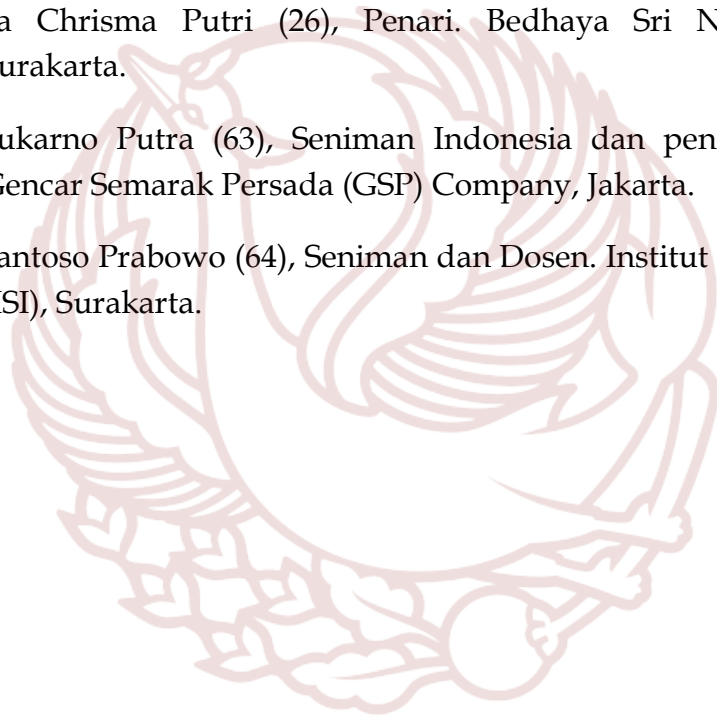 a Chrisma Putri (26), Penari. Bedhaya Sri N
urakarta.
ukarno Putra (63), Seniman Indonesia dan pen
Gencar Semarak Persada (GSP) Company, Jakarta.
antoso Prabowo (64), Seniman dan Dosen. Institut
ISI), Surakarta.